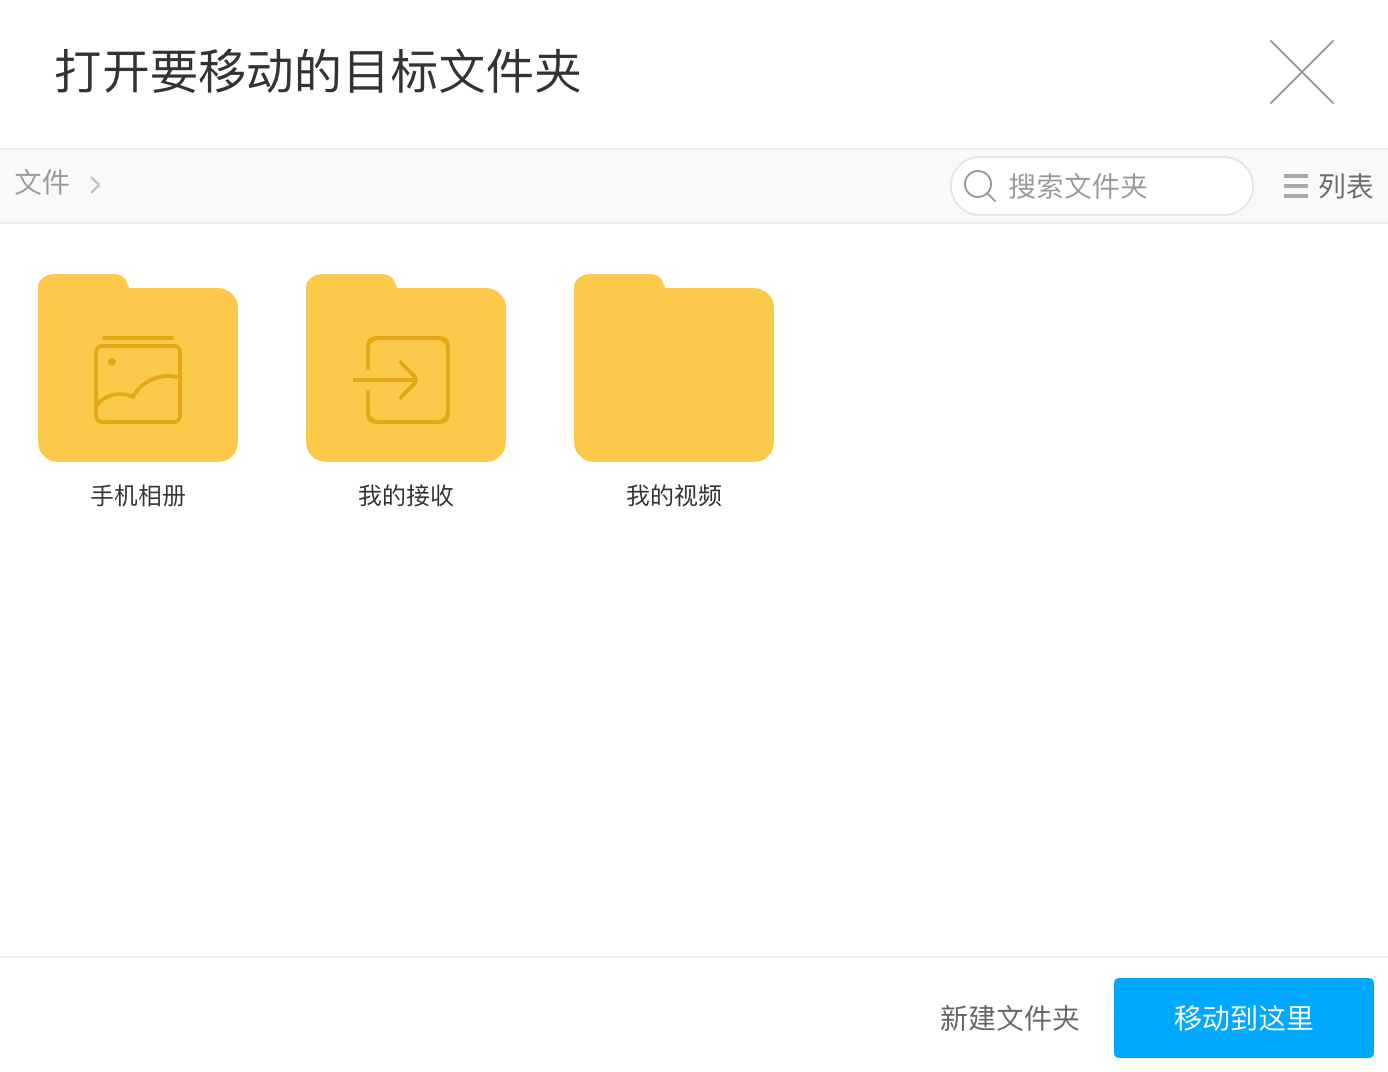 打开要移动的目标文件夹
文件
搜索文件夹
列表
手机相册
我的接收
我的视频
新建文件夹
移动到这里